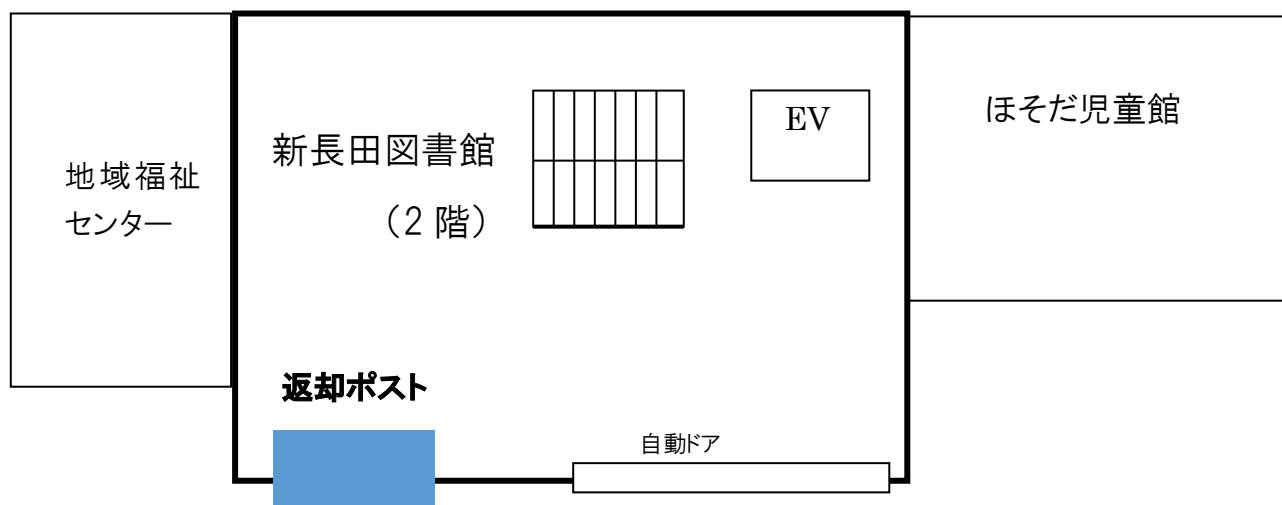 地域福祉
センター
新長田図書館
（2階）
EV
ほそだ児童館
返却ポスト
自動ドア